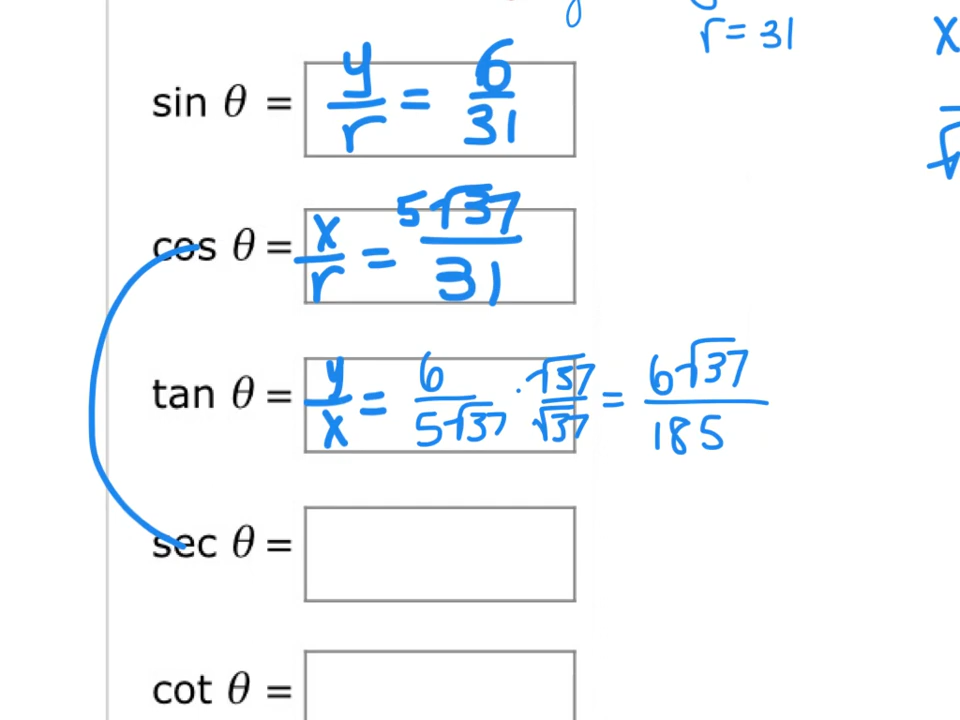 r = 31
x
sin θ = y/r = 6/31
cos θ = x/r = 5√37/31
tan θ = y/x = 6/5√37 · √37/√37 = 6√37/185
sec θ =
cot θ =